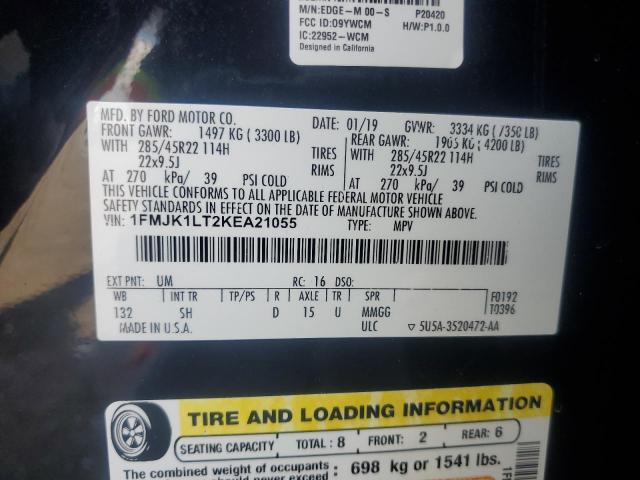 M/N:EDGE-M 00-S P20420
FCC ID:O9YWCM H/W:P1.0.0
IC:22952-WCM
Designed in California
MFD. BY FORD MOTOR CO.
DATE: 01/19 GVWR: 3334 KG ( 7350 LB)
FRONT GAWR: 1497 KG ( 3300 LB) REAR GAWR: 1905 KG( 4200 LB)
WITH 285/45R22 114H TIRES WITH 285/45R22 114H TIRES
22x9.5J RIMS 22x9.5J RIMS
AT 270 kPa/ 39 PSI COLD AT 270 kPa/ 39 PSI COLD
THIS VEHICLE CONFORMS TO ALL APPLICABLE FEDERAL MOTOR VEHICLE
SAFETY AND THEFT PREVENTION STANDARDS IN EFFECT ON THE DATE OF MANUFACTURE SHOWN ABOVE.
VIN: 1FMJK1LT2KEA21055 TYPE: MPV
EXT PNT: UM RC: 16 DSO: F0192
WB INT TR TP/PS R AXLE TR SPR T0396
132 SH D 15 U MMGG
MADE IN U.S.A. ULC ▽ 5U5A-3520472-AA
TIRE AND LOADING INFORMATION
SEATING CAPACITY TOTAL : 8 FRONT: 2 REAR: 6
The combined weight of occupants : 698 kg or 1541 lbs.